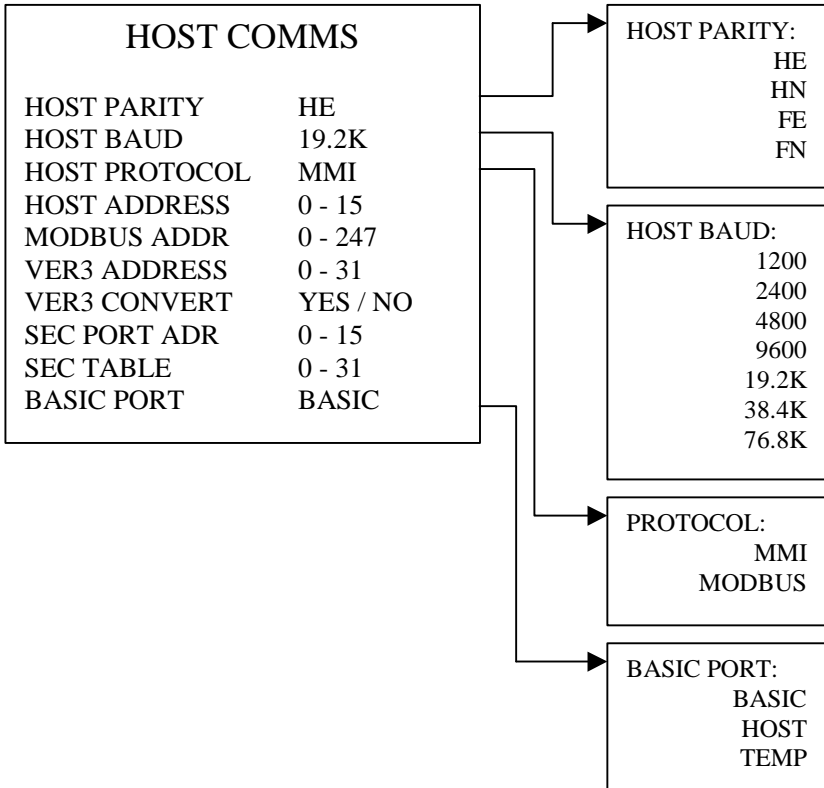 HOST COMMS
HOST PARITY HE
HOST BAUD 19.2K
HOST PROTOCOL MMI
HOST ADDRESS 0 - 15
MODBUS ADDR 0 - 247
VER3 ADDRESS 0 - 31
VER3 CONVERT YES / NO
SEC PORT ADR 0 - 15
SEC TABLE 0 - 31
BASIC PORT BASIC
HOST PARITY:
HE
HN
FE
FN
HOST BAUD:
1200
2400
4800
9600
19.2K
38.4K
76.8K
PROTOCOL:
MMI
MODBUS
BASIC PORT:
BASIC
HOST
TEMP